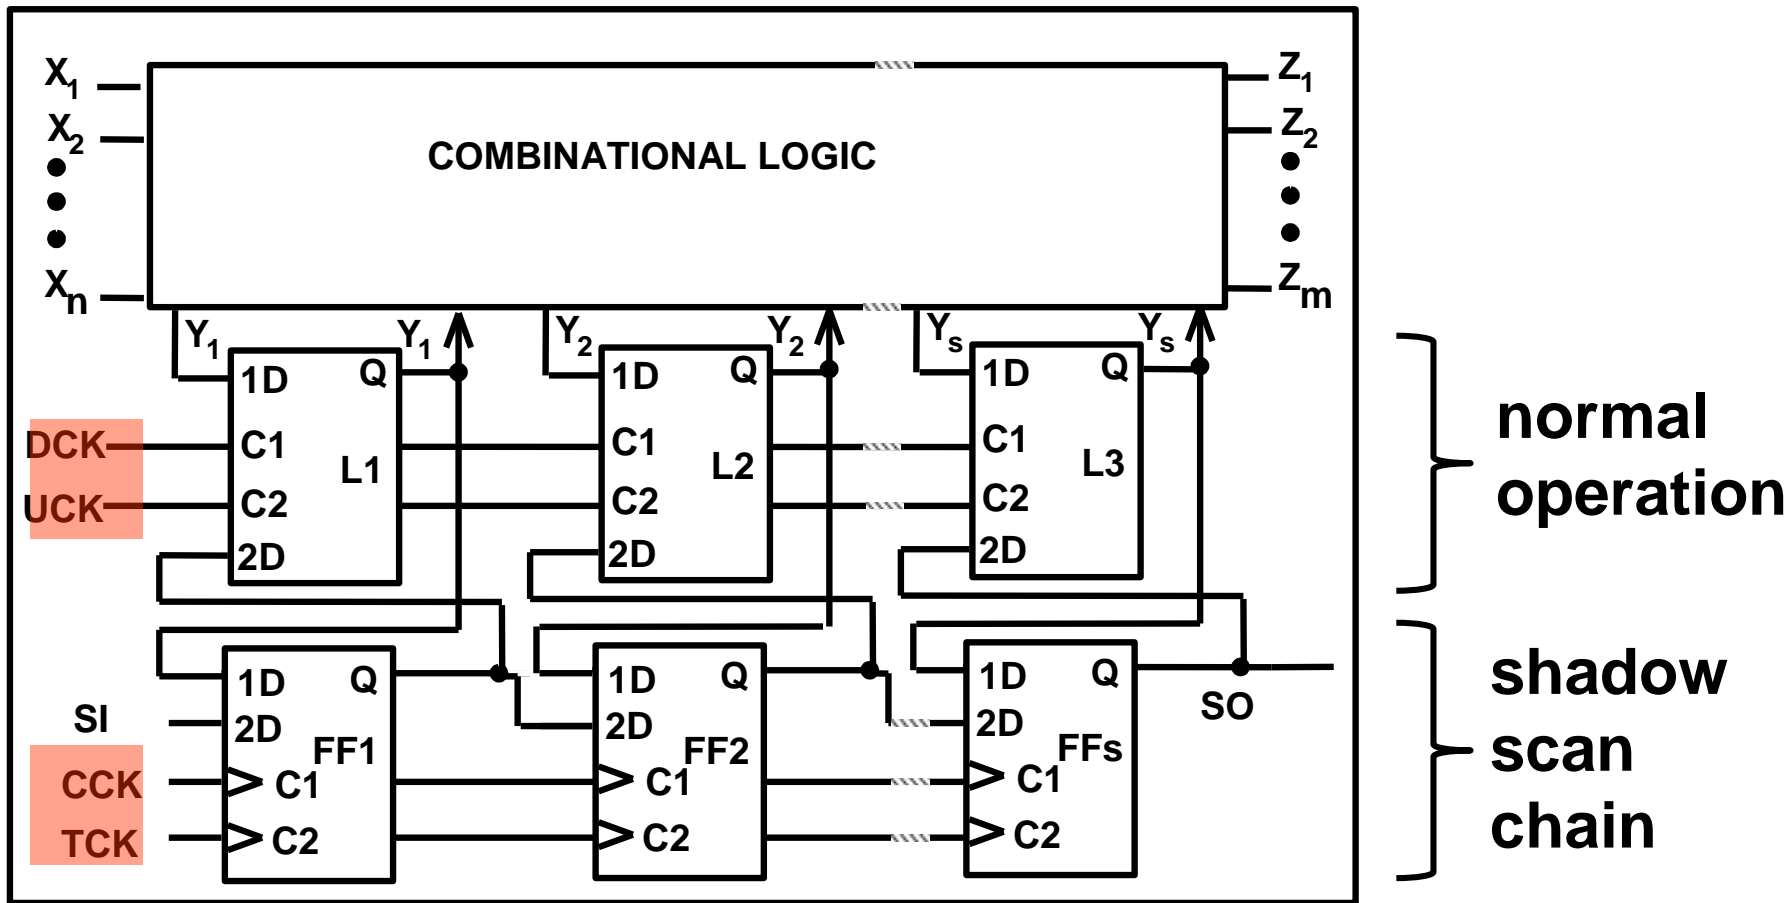 X1
X2
Xn
COMBINATIONAL LOGIC
Z1
Z2
Zm
Y1 Y1 Y2 Y2 Ys Ys
1D Q 1D Q 1D Q
DCK C1 C1 C1
L1 L2 L3
UCK C2 C2 C2
2D 2D 2D
normal
operation
1D Q 1D Q 1D Q
SI 2D 2D 2D SO
FF1 FF2 FFs
CCK C1 C1 C1
TCK C2 C2 C2
shadow
scan
chain